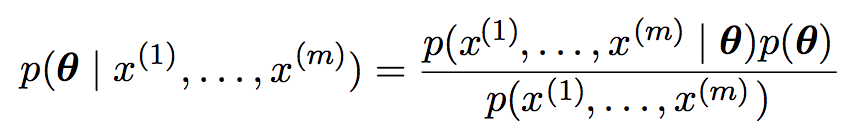 p(𝜽 | x⁽¹⁾, . . . , x⁽ᵐ⁾) = p(x⁽¹⁾, . . . , x⁽ᵐ⁾ | 𝜽)p(𝜽) / p(x⁽¹⁾, . . . , x⁽ᵐ⁾)